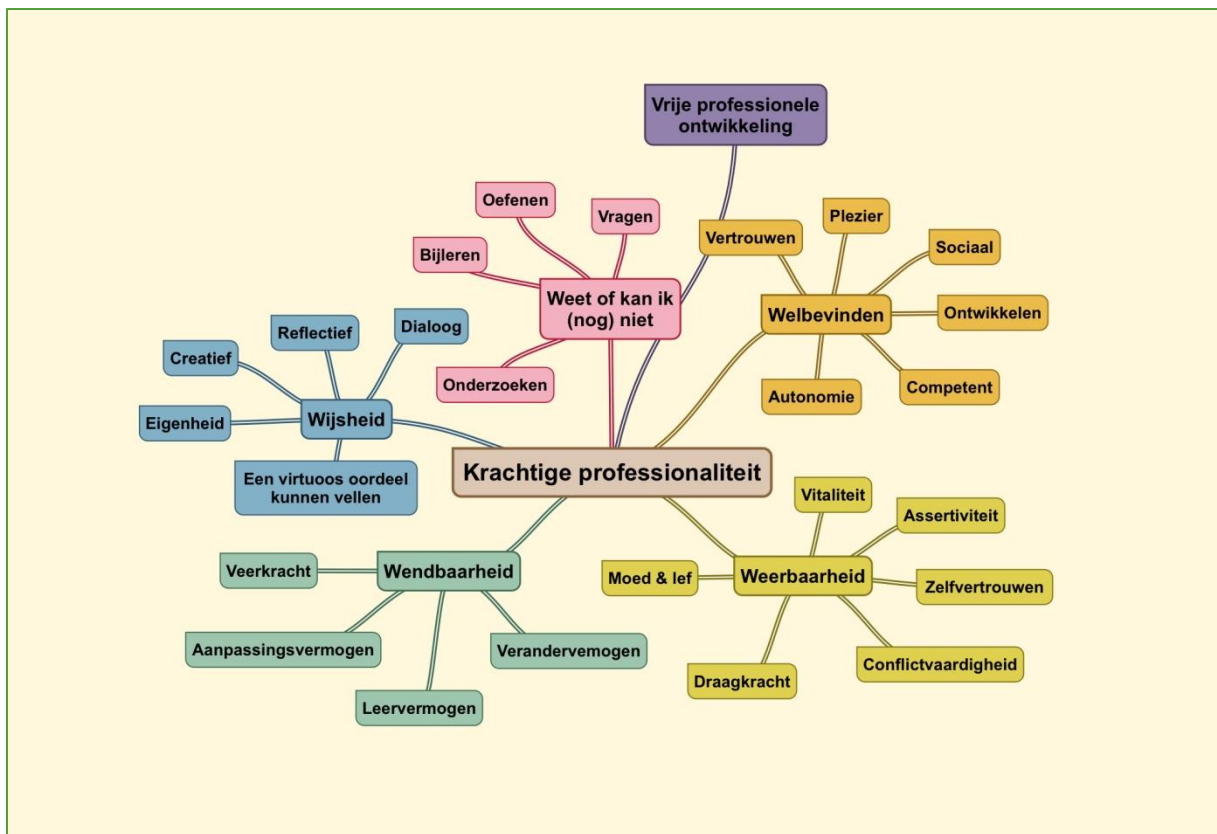 Vrije professionele
ontwikkeling
Oefenen
Vragen
Bijleren
Weet of kan ik
(nog) niet
Onderzoeken
Vertrouwen
Plezier
Sociaal
Welbevinden
Ontwikkelen
Autonomie
Competent
Reflectief
Dialoog
Creatief
Eigenheid
Wijsheid
Een virtuoos oordeel
kunnen vellen
Krachtige professionaliteit
Veerkracht
Wendbaarheid
Aanpassingsvermogen
Verandervemogen
Leervermogen
Vitaliteit
Assertiviteit
Moed & lef
Weerbaarheid
Zelfvertrouwen
Draagkracht
Conflictvaardigheid